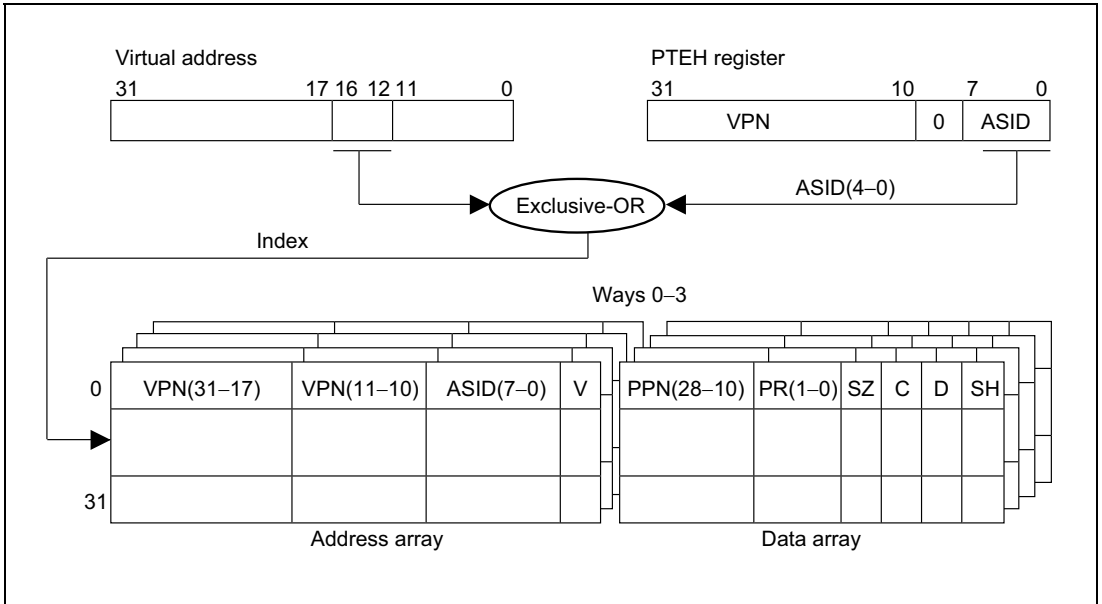 Virtual address
31 17 16 12 11 0
PTEH register
31 10 7 0
VPN 0 ASID
ASID(4–0)
Exclusive-OR
Index
Ways 0–3
0 VPN(31–17) VPN(11–10) ASID(7–0) V PPN(28–10) PR(1–0) SZ C D SH
31
Address array
Data array